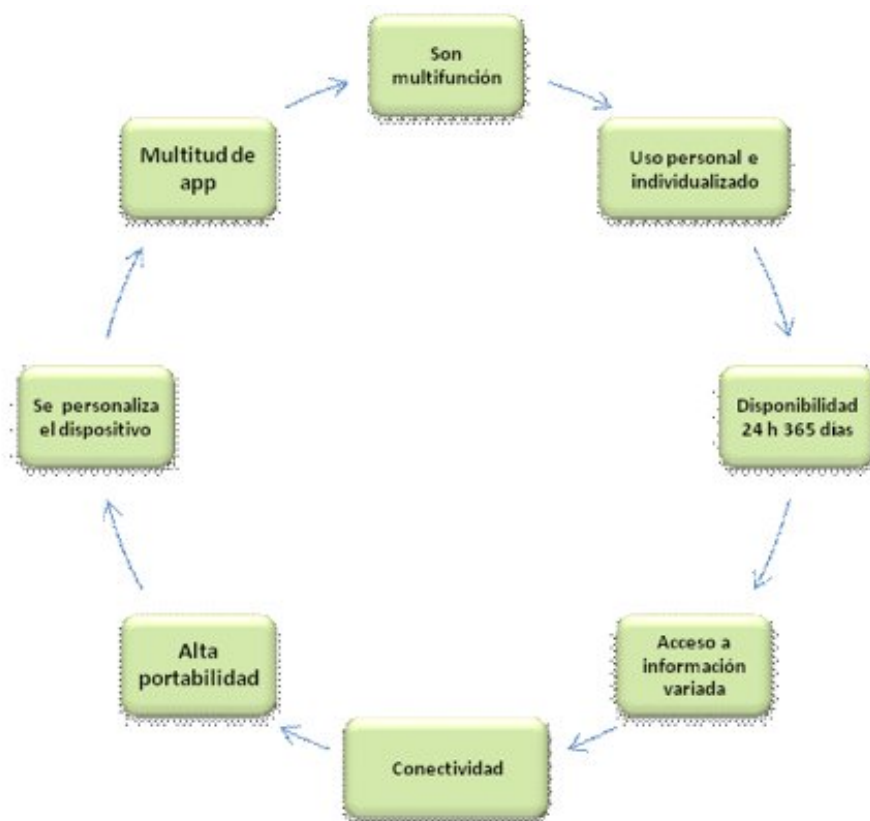 Son
multifunción
Uso personal e
individualizado
Disponibilidad
24 h 365 días
Acceso a
información
variada
Conectividad
Alta
portabilidad
Se personaliza
el dispositivo
Multitud de
app